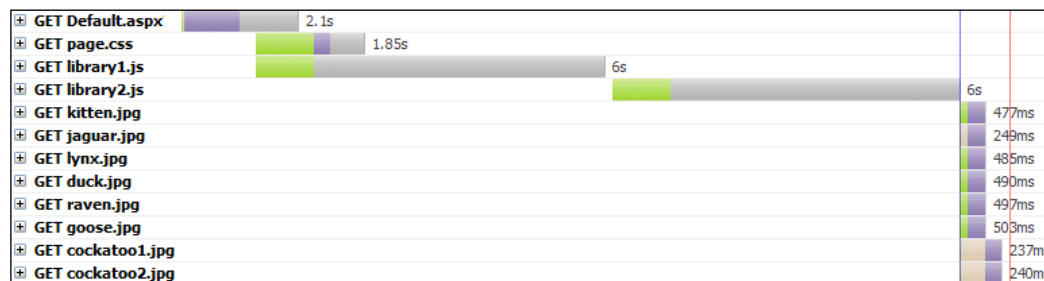 GET Default.aspx 2.1s
GET page.css 1.85s
GET library1.js 6s
GET library2.js 6s
GET kitten.jpg 477ms
GET jaguar.jpg 249ms
GET lynx.jpg 485ms
GET duck.jpg 490ms
GET raven.jpg 497ms
GET goose.jpg 503ms
GET cockatoo1.jpg 237m
GET cockatoo2.jpg 240m